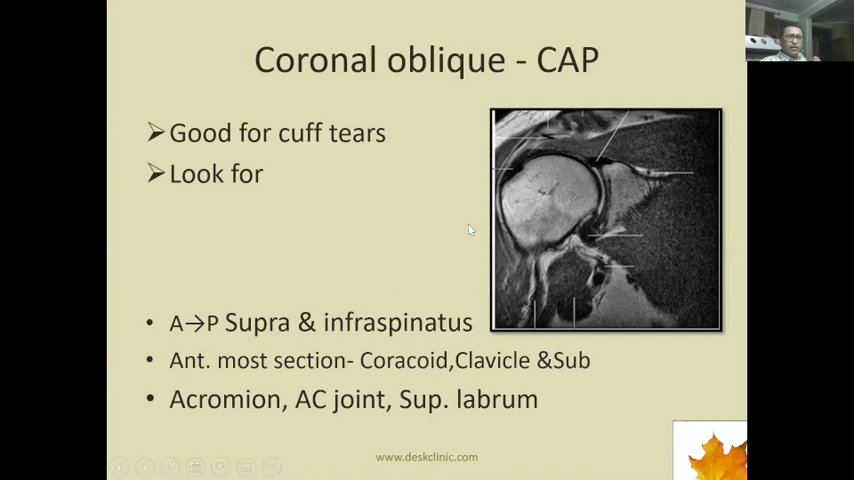 Coronal oblique - CAP
Good for cuff tears
Look for
A→P Supra & infraspinatus
Ant. most section- Coracoid,Clavicle &Sub
Acromion, AC joint, Sup. labrum
www.deskclinic.com